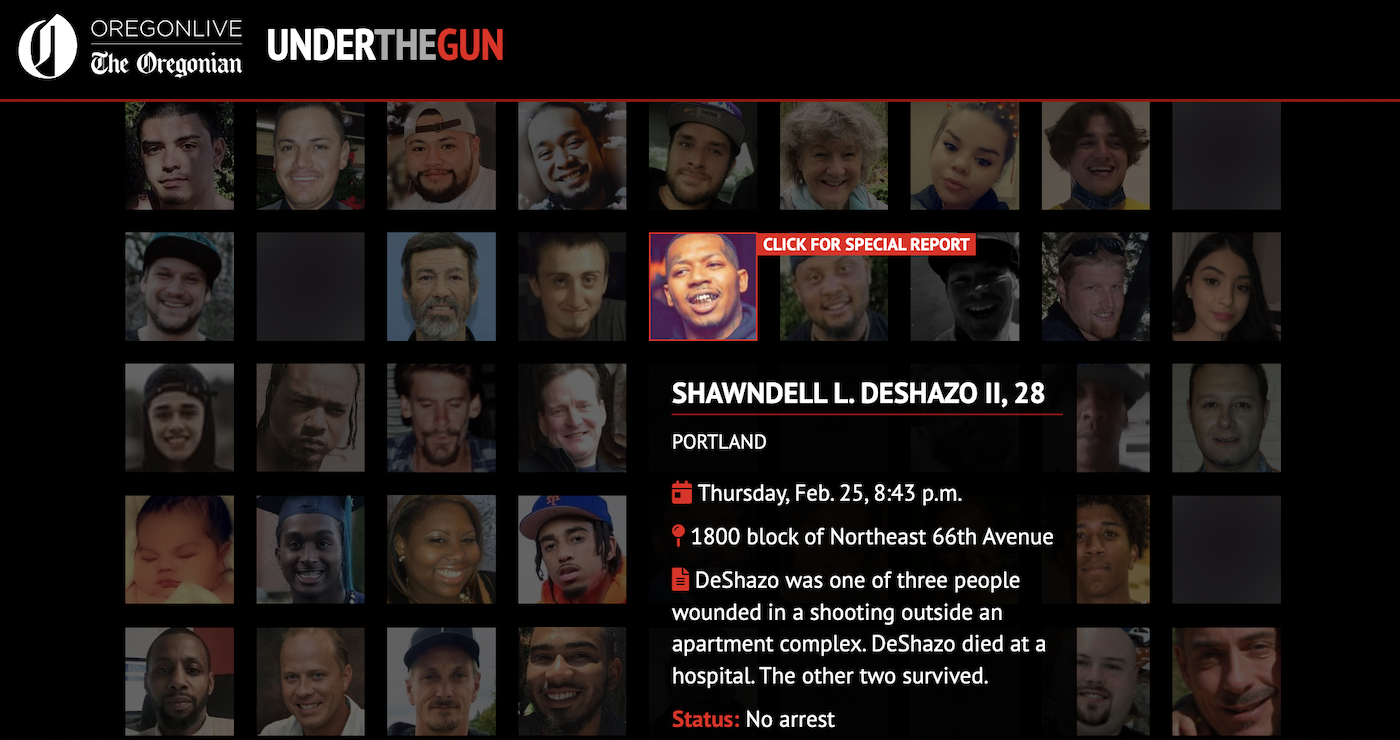 OREGONLIVE
The Oregonian
UNDERTHEGUN
CLICK FOR SPECIAL REPORT
SHAWNDELL L. DESHAZO II, 28
PORTLAND
Thursday, Feb. 25, 8:43 p.m.
1800 block of Northeast 66th Avenue
DeShazo was one of three people
wounded in a shooting outside an
apartment complex. DeShazo died at a
hospital. The other two survived.
Status: No arrest